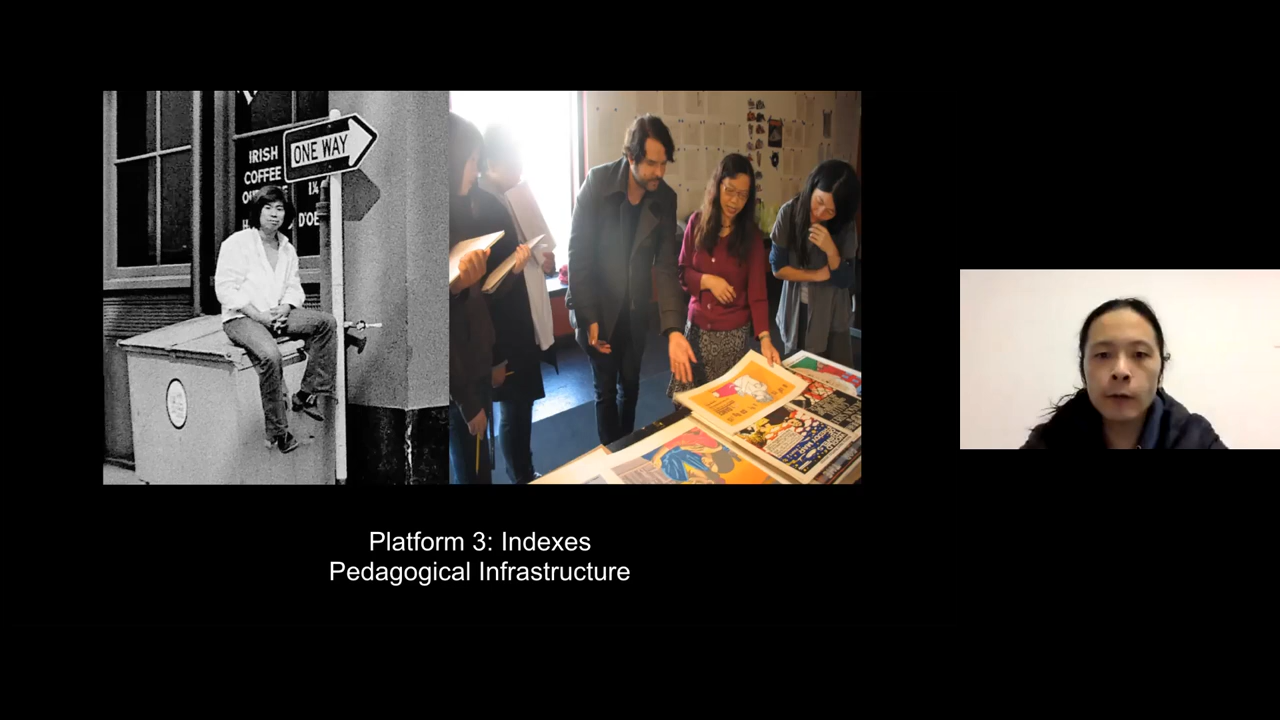 ONE WAY
IRISH
COFFEE
Platform 3: Indexes
Pedagogical Infrastructure